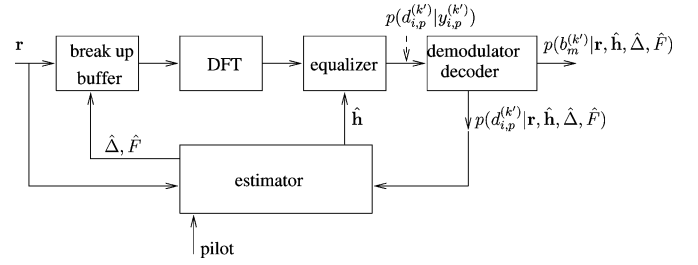 p(d_{i,p}^{(k′)}|y_{i,p}^{(k′)})
r
break up
buffer
DFT
equalizer
demodulator
decoder
p(b_m^{(k′)}|r, ĥ, Δ̂, F̂)
Δ̂, F̂
ĥ
p(d_{i,p}^{(k′)}|r, ĥ, Δ̂, F̂)
estimator
pilot